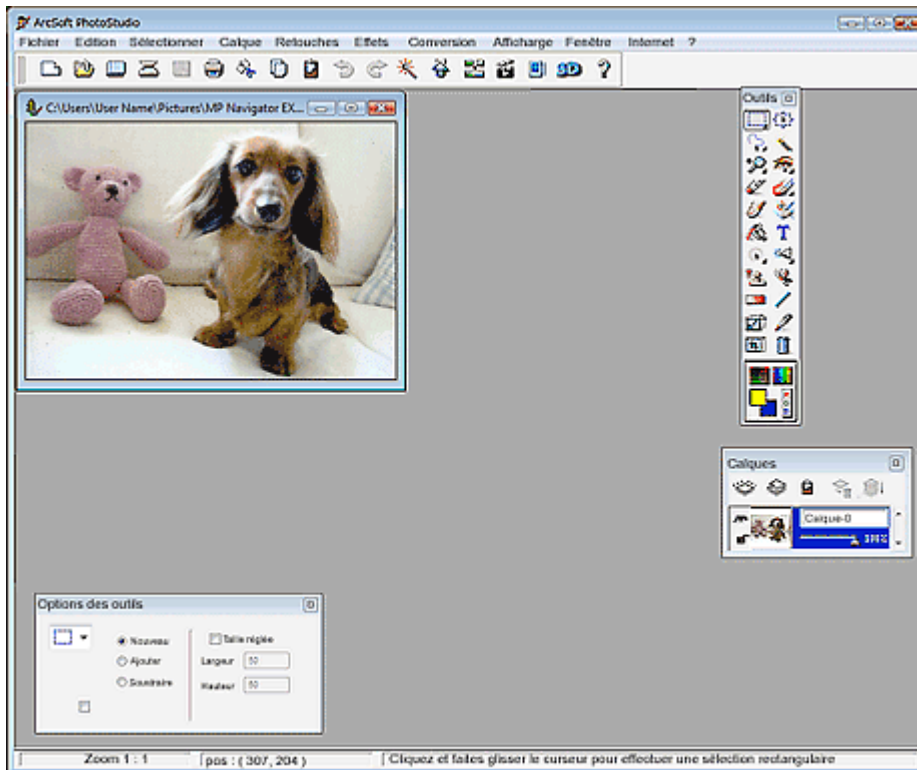 ArcSoft PhotoStudio
Fichier Edition Sélectionner Calque Retouches Effets Conversion Affichage Fenêtre Internet ?
C:\Users\User Name\Pictures\MP Navigator EX...
Outils
T
3D
Calques
Calque-0
100%
Options des outils
Nouveau
Ajouter
Soustraire
Taille réglée
Largeur 50
Hauteur 50
Zoom 1 : 1
pos : ( 307, 204 )
Cliquez et faites glisser le curseur pour effectuer une sélection rectangulaire